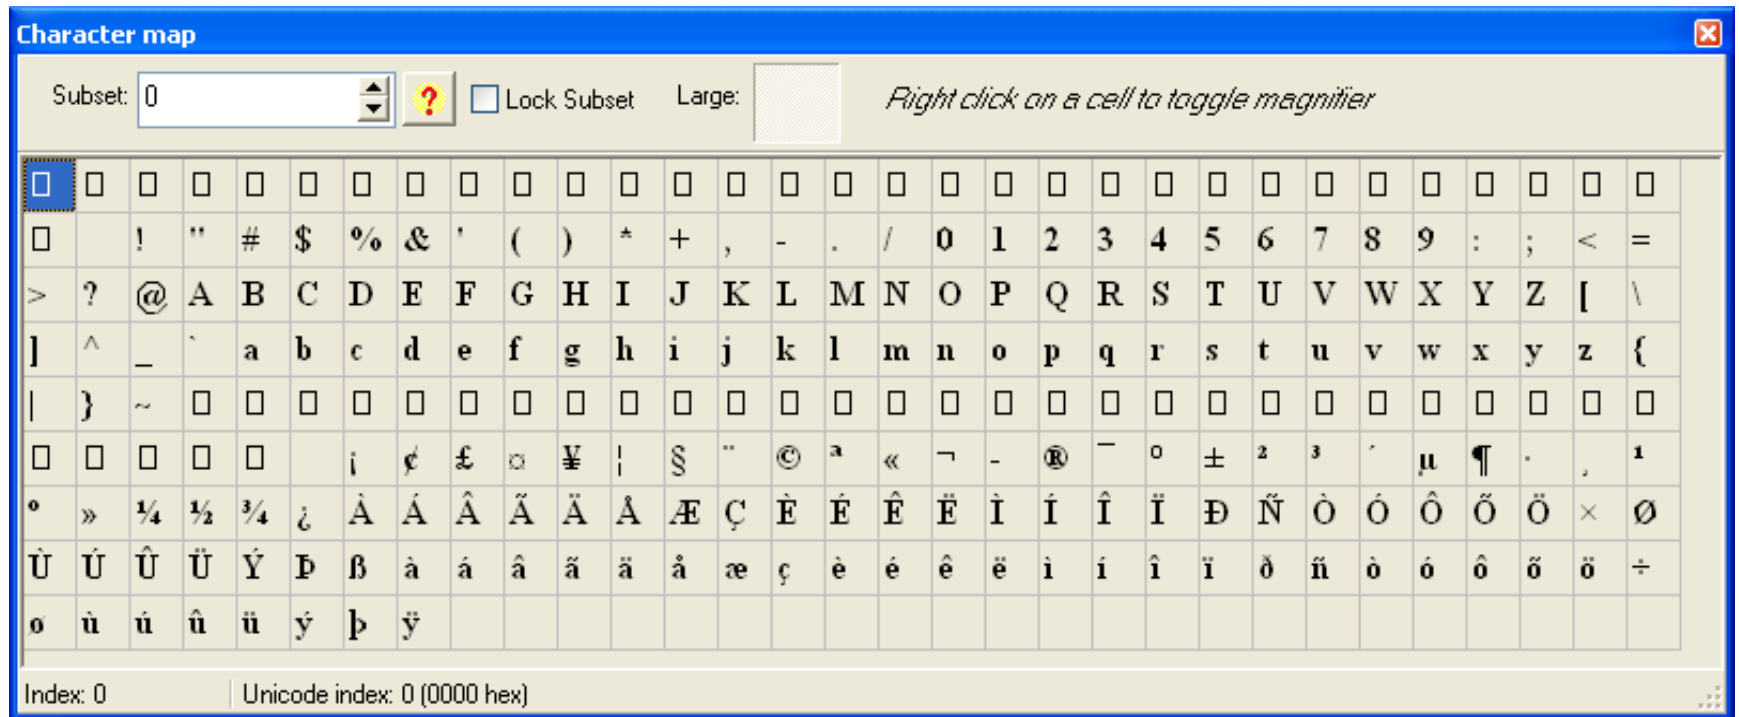 Character map
Subset: 0 ? Lock Subset Large: Right click on a cell to toggle magnifier
□ □ □ □ □ □ □ □ □ □ □ □ □ □ □ □ □ □ □ □ □ □ □ □ □ □ □ □ □ □ □
□ ! " # $ % & ' ( ) * + , - . / 0 1 2 3 4 5 6 7 8 9 : ; < =
> ? @ A B C D E F G H I J K L M N O P Q R S T U V W X Y Z [ \
] ^ _ ` a b c d e f g h i j k l m n o p q r s t u v w x y z {
| } ~ □ □ □ □ □ □ □ □ □ □ □ □ □ □ □ □ □ □ □ □ □ □ □ □ □ □ □ □
□ □ □ □ □ ¡ ¢ £ ¤ ¥ ¦ § ¨ © ª « ¬ - ® ¯ ° ± ² ³ ´ µ ¶ · ¸ ¹
º » ¼ ½ ¾ ¿ À Á Â Ã Ä Å Æ Ç È É Ê Ë Ì Í Î Ï Ð Ñ Ò Ó Ô Õ Ö × Ø
Ù Ú Û Ü Ý Þ ß à á â ã ä å æ ç è é ê ë ì í î ï ð ñ ò ó ô õ ö ÷
ø ù ú û ü ý þ ÿ
Index: 0 Unicode index: 0 (0000 hex)